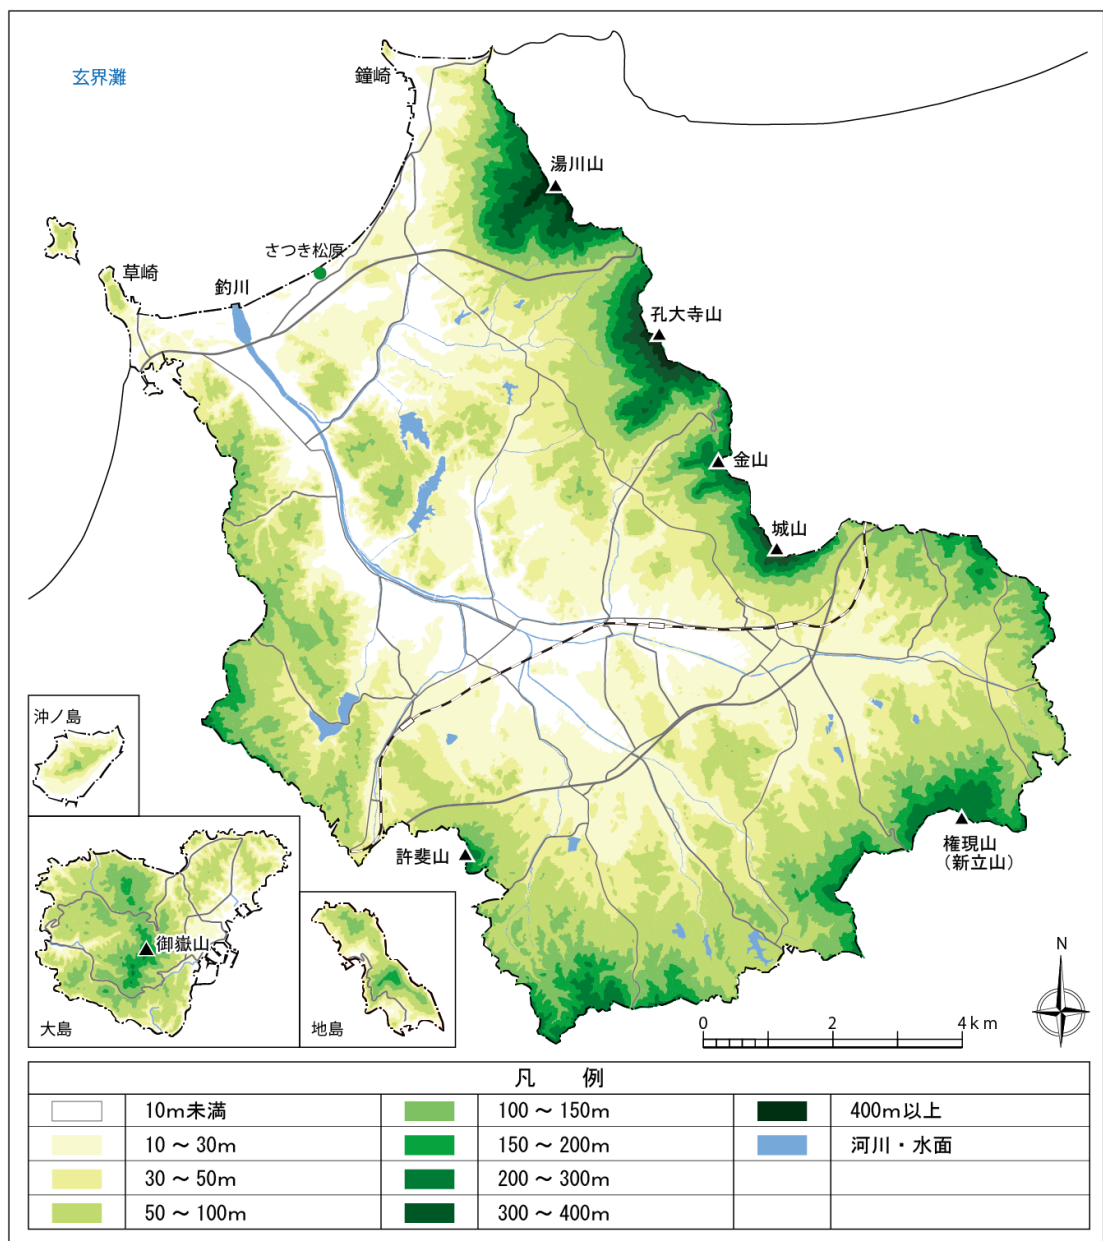 玄界灘
鐘崎
湯川山
さつき松原
草崎
釣川
孔大寺山
金山
城山
沖ノ島
許斐山
権現山
（新立山）
御嶽山
大島
地島
N
0 2 4km
凡 例
10m未満
100 ～ 150m
400m以上
10 ～ 30m
150 ～ 200m
河川・水面
30 ～ 50m
200 ～ 300m
50 ～ 100m
300 ～ 400m